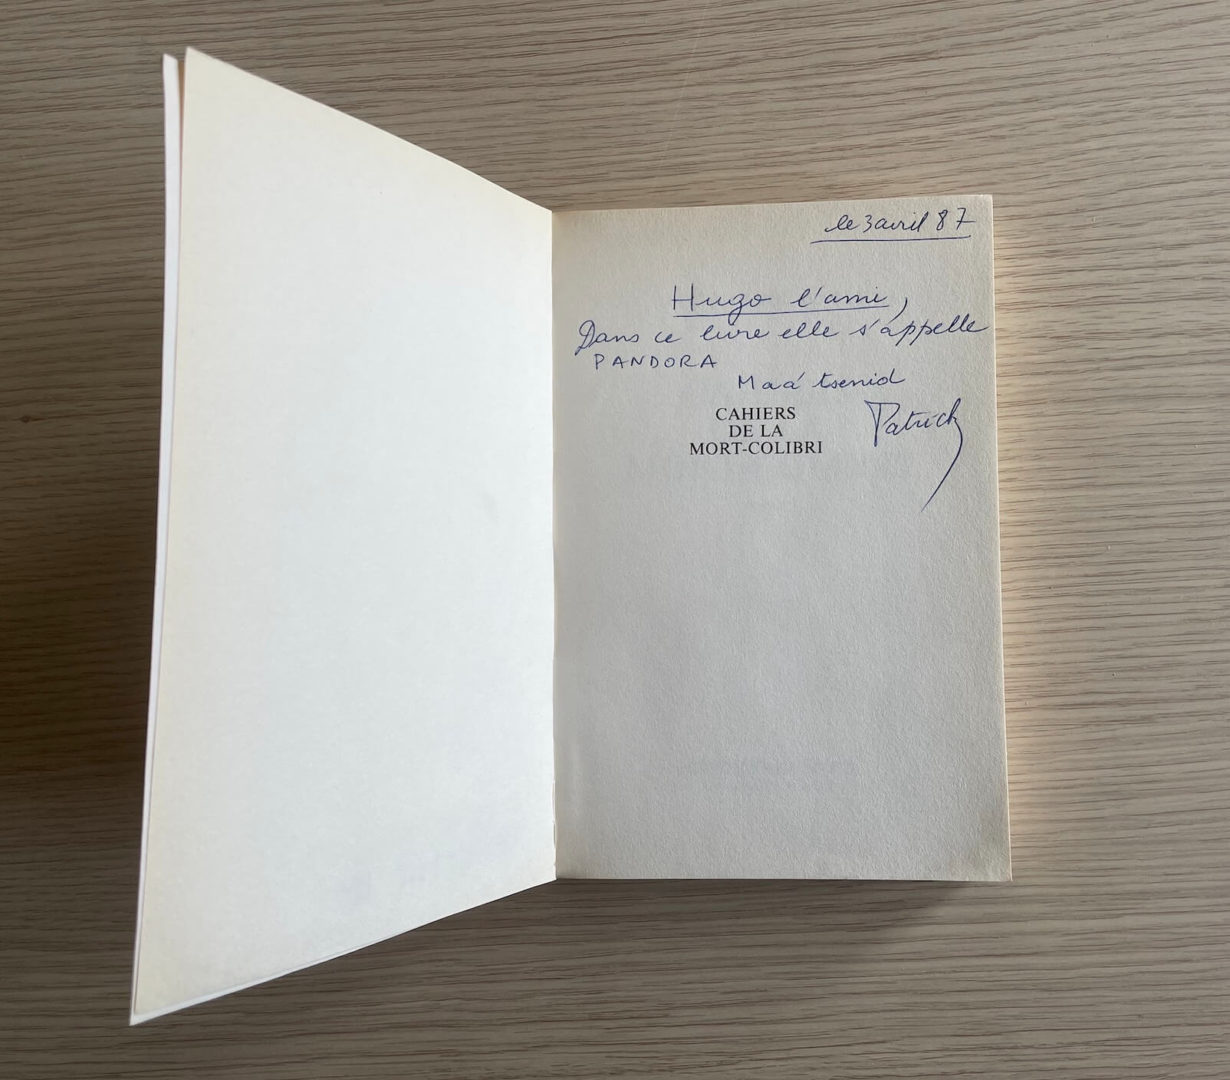 le 3 avril 87
Hugo l'ami,
Dans ce livre elle s'appelle
PANDORA
Maá tsenid
Patrick
CAHIERS
DE LA
MORT-COLIBRI